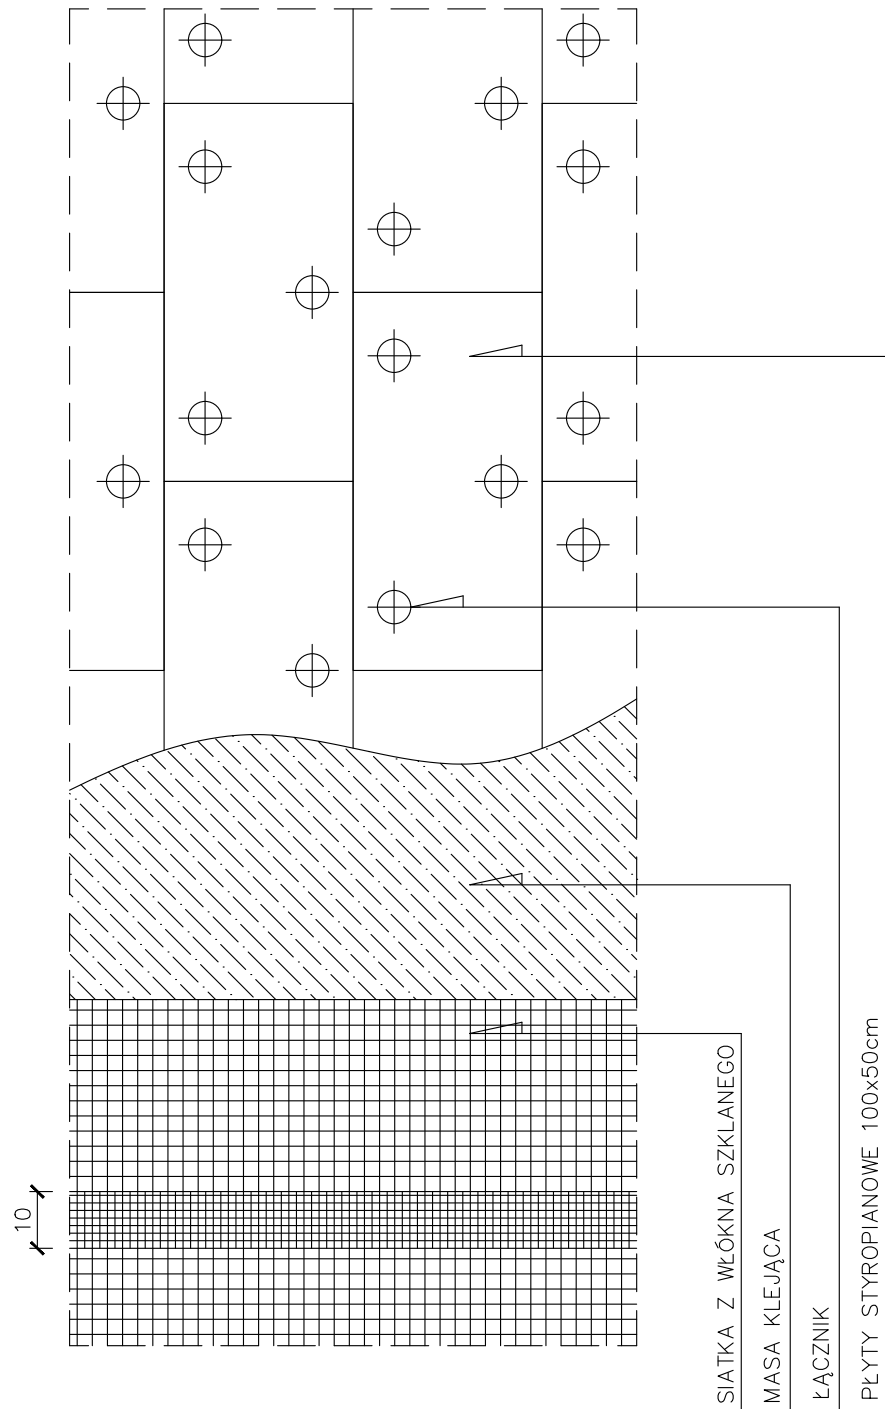 SIATKA Z WŁÓKNA SZKLANEGO
MASA KLEJĄCA
ŁĄCZNIK
PŁYTY STYROPIANOWE 100x50cm
10